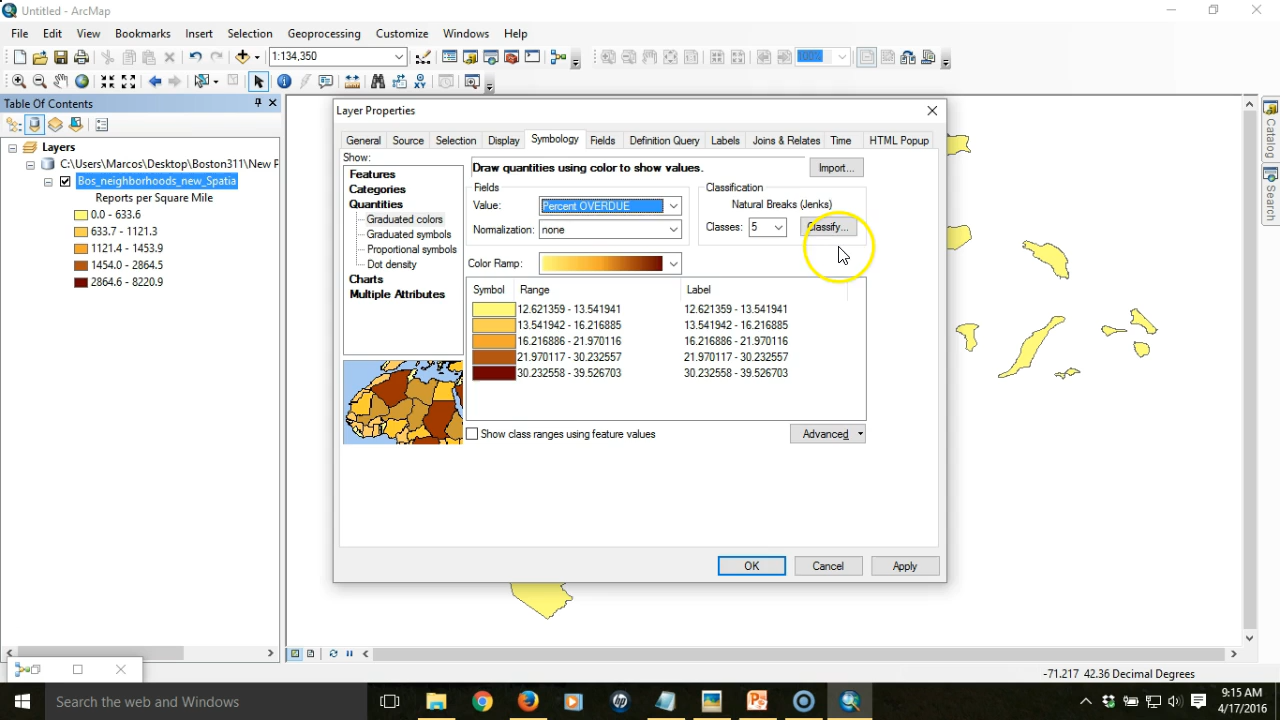 Untitled - ArcMap
File Edit View Bookmarks Insert Selection Geoprocessing Customize Windows Help
1:134,350
100%
Table Of Contents
Layers
C:\Users\Marcos\Desktop\Boston311\New P
Bos_neighborhoods_new_Spatia
Reports per Square Mile
0.0 - 633.6
633.7 - 1121.3
1121.4 - 1453.9
1454.0 - 2864.5
2864.6 - 8220.9
Layer Properties
General Source Selection Display Symbology Fields Definition Query Labels Joins & Relates Time HTML Popup
Show:
Features
Categories
Quantities
Graduated colors
Graduated symbols
Proportional symbols
Dot density
Charts
Multiple Attributes
Draw quantities using color to show values.
Import...
Fields
Value: Percent OVERDUE
Normalization: none
Classification
Natural Breaks (Jenks)
Classes: 5 Classify...
Color Ramp:
Symbol Range Label
12.621359 - 13.541941 12.621359 - 13.541941
13.541942 - 16.216885 13.541942 - 16.216885
16.216886 - 21.970116 16.216886 - 21.970116
21.970117 - 30.232557 21.970117 - 30.232557
30.232558 - 39.526703 30.232558 - 39.526703
Show class ranges using feature values
Advanced
OK Cancel Apply
Catalog
Search
-71.217 42.36 Decimal Degrees
Search the web and Windows
9:15 AM
4/17/2016